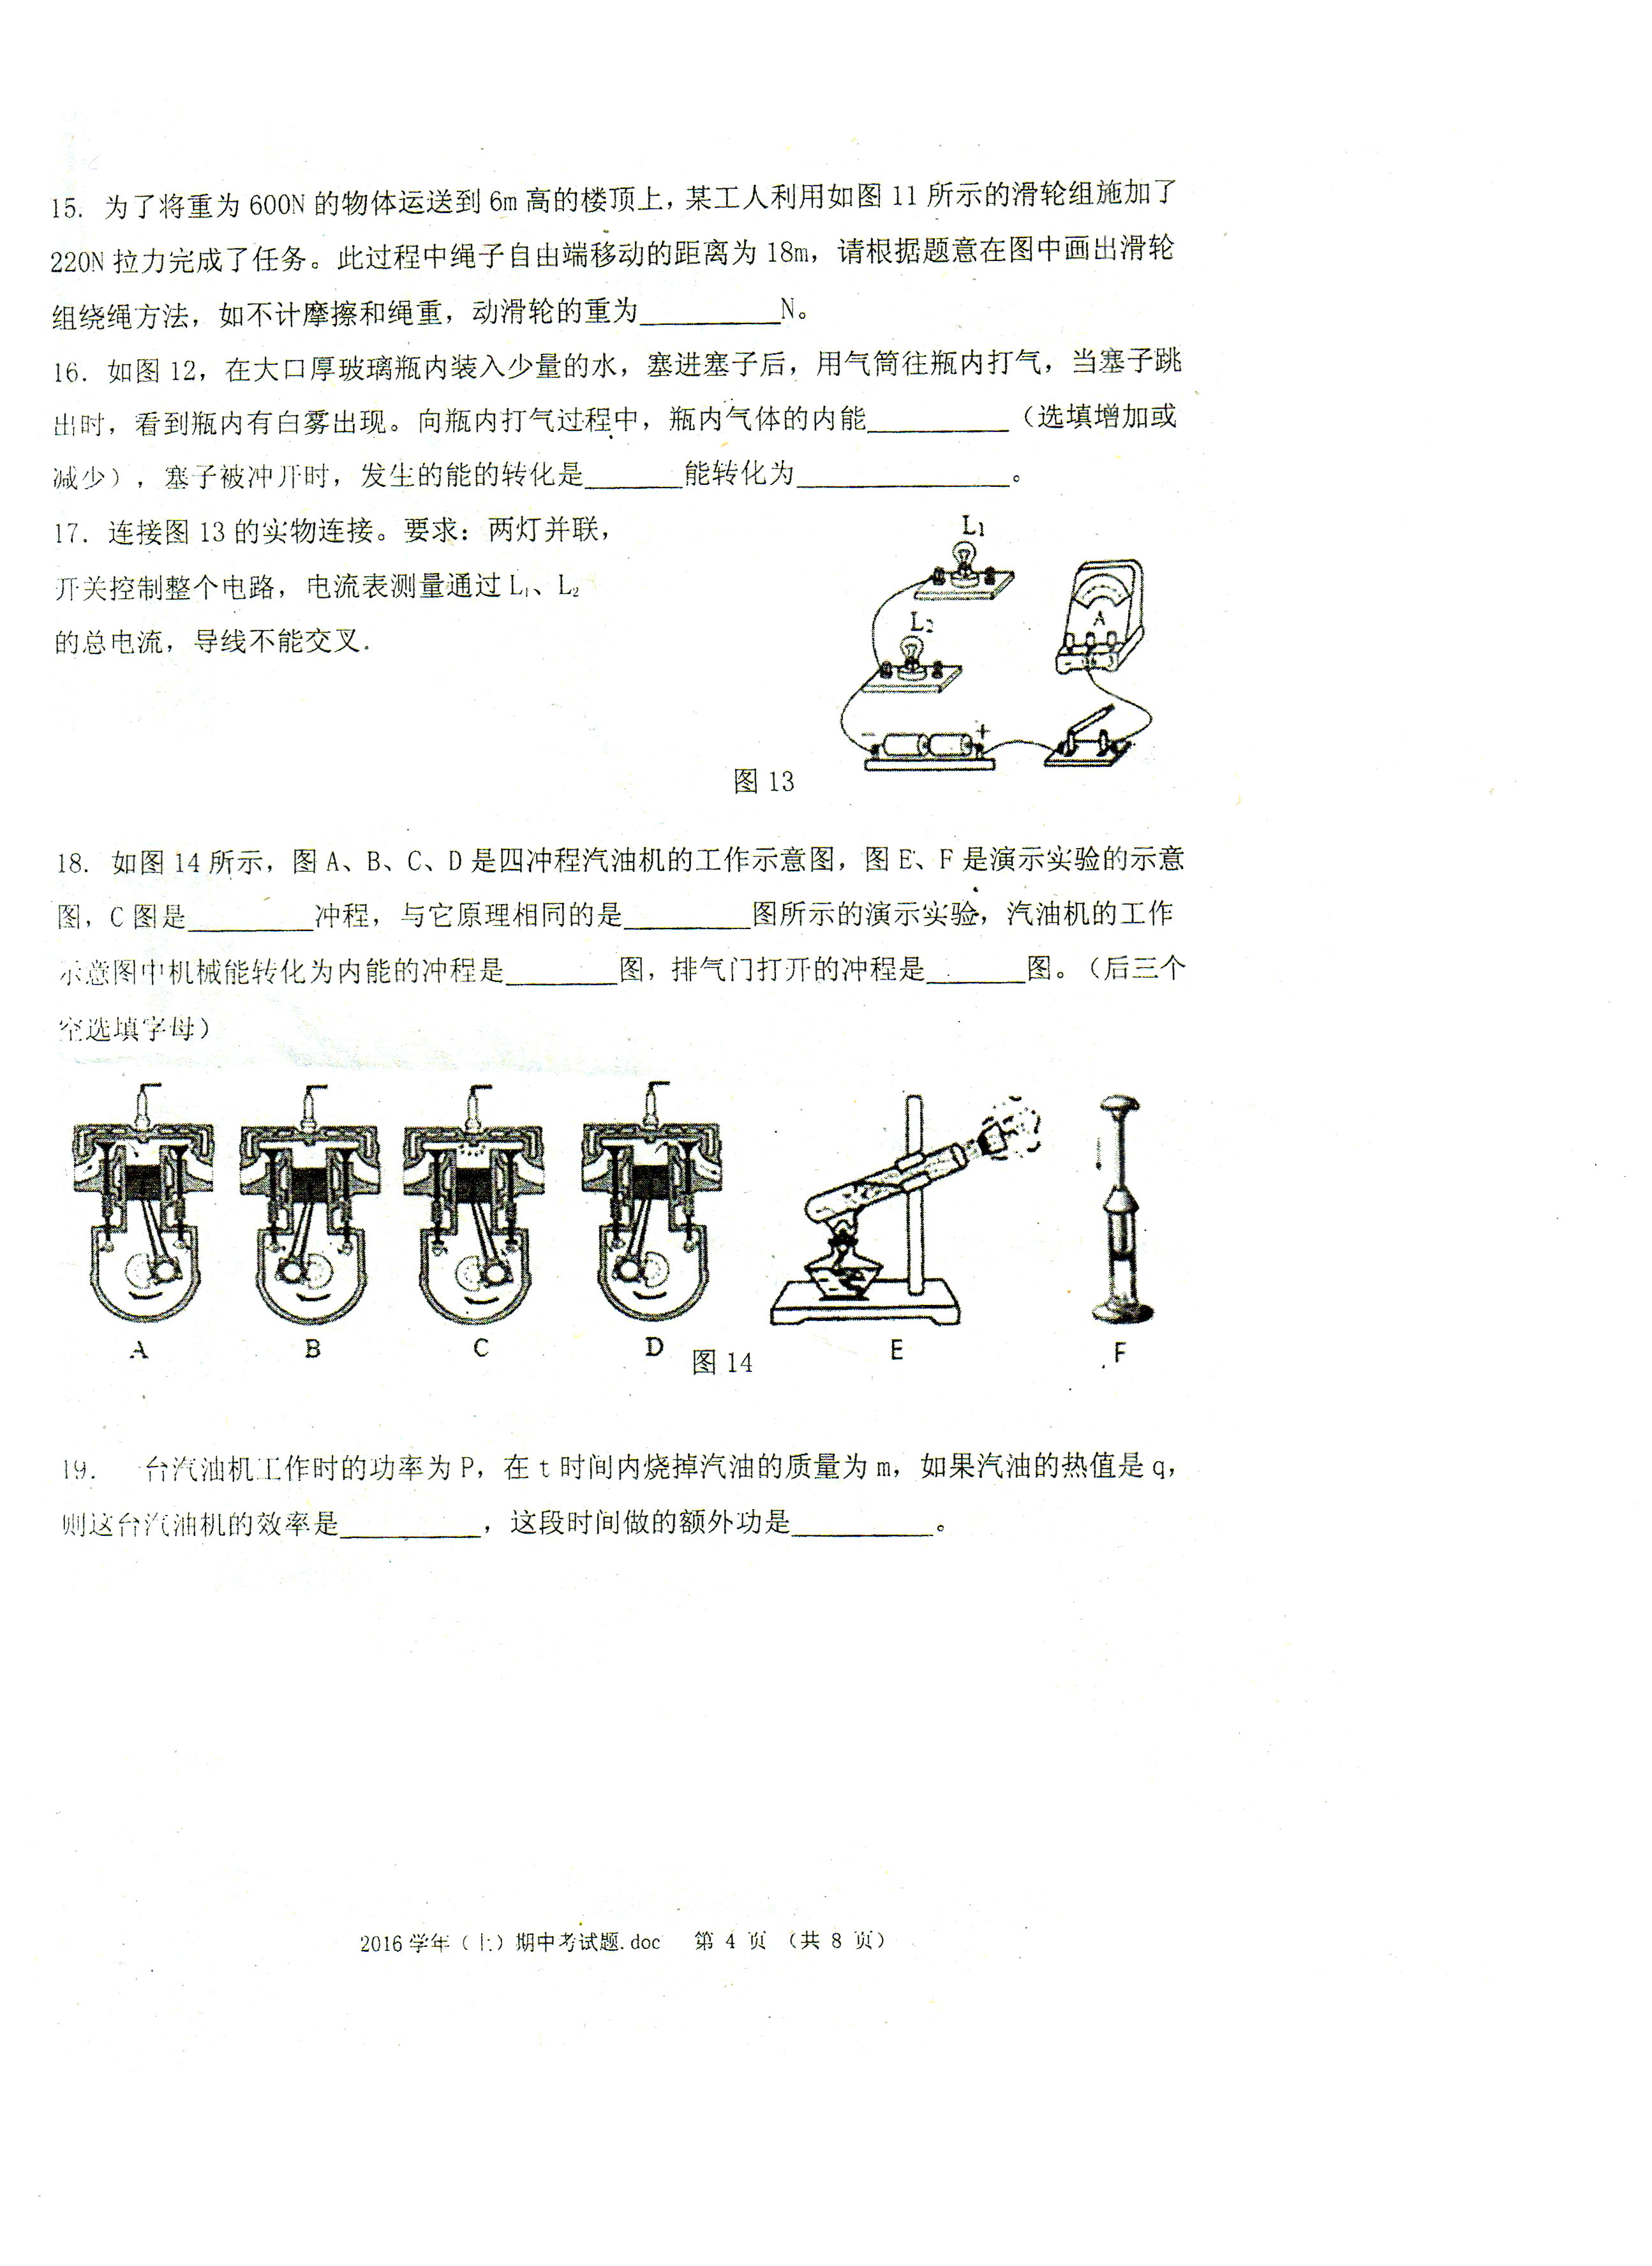 15. 为了将重为 600N 的物体运送到 6m 高的楼顶上，某工人利用如图 11 所示的滑轮组施加了
220N 拉力完成了任务。此过程中绳子自由端移动的距离为 18m，请根据题意在图中画出滑轮
组绕绳方法，如不计摩擦和绳重，动滑轮的重为__________N。
16. 如图 12，在大口厚玻璃瓶内装入少量的水，塞进塞子后，用气筒往瓶内打气，当塞子跳
出时，看到瓶内有白雾出现。向瓶内打气过程中，瓶内气体的内能__________（选填增加或
减少），塞子被冲开时，发生的能的转化是_______能转化为_______________。
17. 连接图 13 的实物连接。要求：两灯并联，
开关控制整个电路，电流表测量通过 L₁、L₂
的总电流，导线不能交叉.
L₁
A
L₂
- +
图 13
18. 如图 14 所示，图 A、B、C、D 是四冲程汽油机的工作示意图，图 E、F 是演示实验的示意
图，C 图是_________冲程，与它原理相同的是_________图所示的演示实验，汽油机的工作
示意图中机械能转化为内能的冲程是________图，排气门打开的冲程是_______图。（后三个
空选填字母）
A B C D E F
图 14
19. 台汽油机工作时的功率为 P，在 t 时间内烧掉汽油的质量为 m，如果汽油的热值是 q，
则这台汽油机的效率是__________，这段时间做的额外功是__________。
2016 学年（上）期中考试题.doc 第 4 页 （共 8 页）